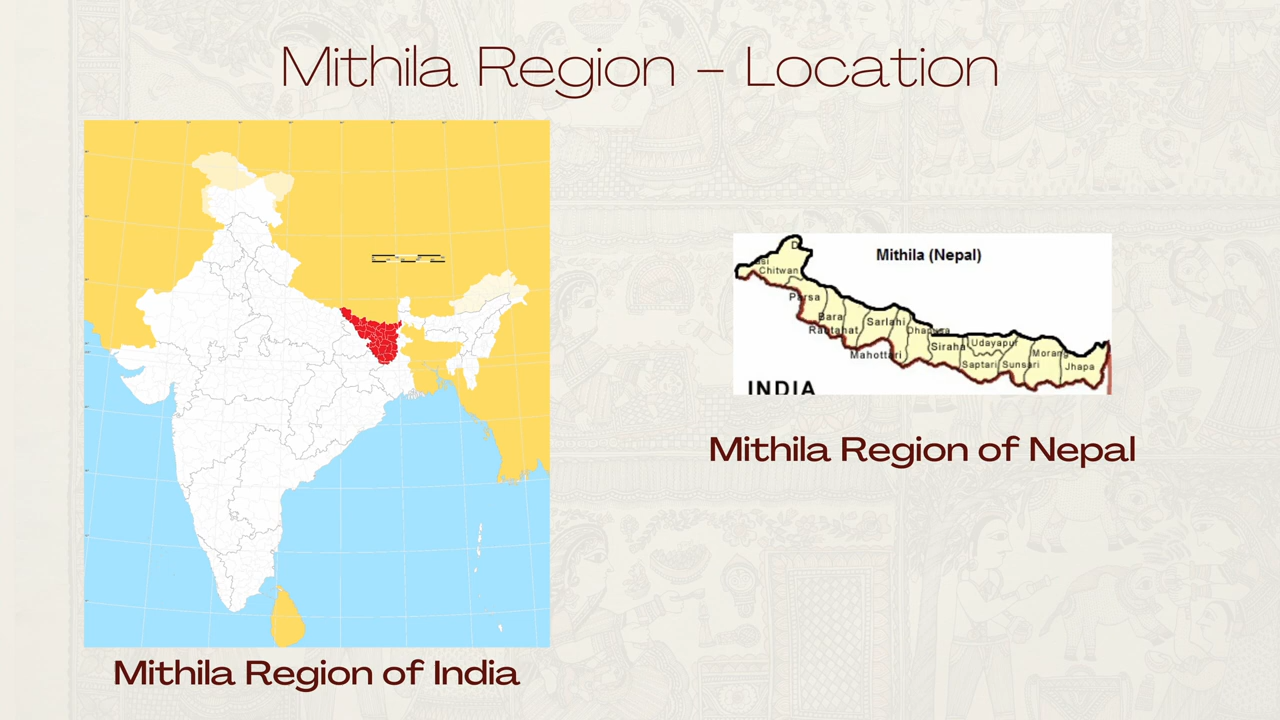 Mithila Region – Location
Mithila (Nepal)
Chitwan
Parsa
Bara
Rautahat
Sarlahi
Mahottari
Siraha
Udayapur
Saptari
Sunsari
Morang
Jhapa
INDIA
Mithila Region of Nepal
Mithila Region of India